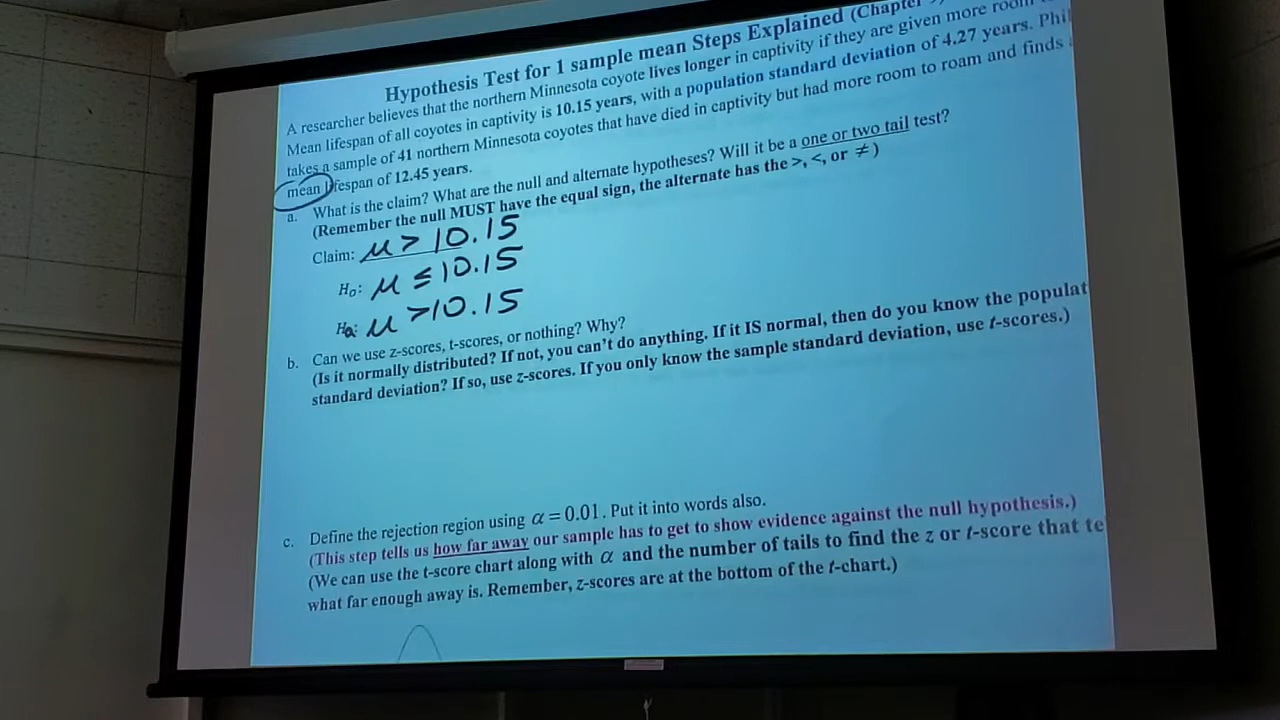 Hypothesis Test for 1 sample mean Steps Explained (Chapter
A researcher believes that the northern Minnesota coyote lives longer in captivity if they are given more room
Mean lifespan of all coyotes in captivity is 10.15 years, with a population standard deviation of 4.27 years. Phi
takes a sample of 41 northern Minnesota coyotes that have died in captivity but had more room to roam and finds
mean lifespan of 12.45 years.
a. What is the claim? What are the null and alternate hypotheses? Will it be a one or two tail test?
(Remember the null MUST have the equal sign, the alternate has the >, <, or ≠)
Claim: μ > 10.15
H₀: μ ≤ 10.15
Hₐ: μ > 10.15
b. Can we use z-scores, t-scores, or nothing? Why?
(Is it normally distributed? If not, you can't do anything. If it IS normal, then do you know the populat
standard deviation? If so, use z-scores. If you only know the sample standard deviation, use t-scores.)
c. Define the rejection region using α = 0.01. Put it into words also.
(This step tells us how far away our sample has to get to show evidence against the null hypothesis.)
(We can use the t-score chart along with α and the number of tails to find the z or t-score that te
what far enough away is. Remember, z-scores are at the bottom of the t-chart.)